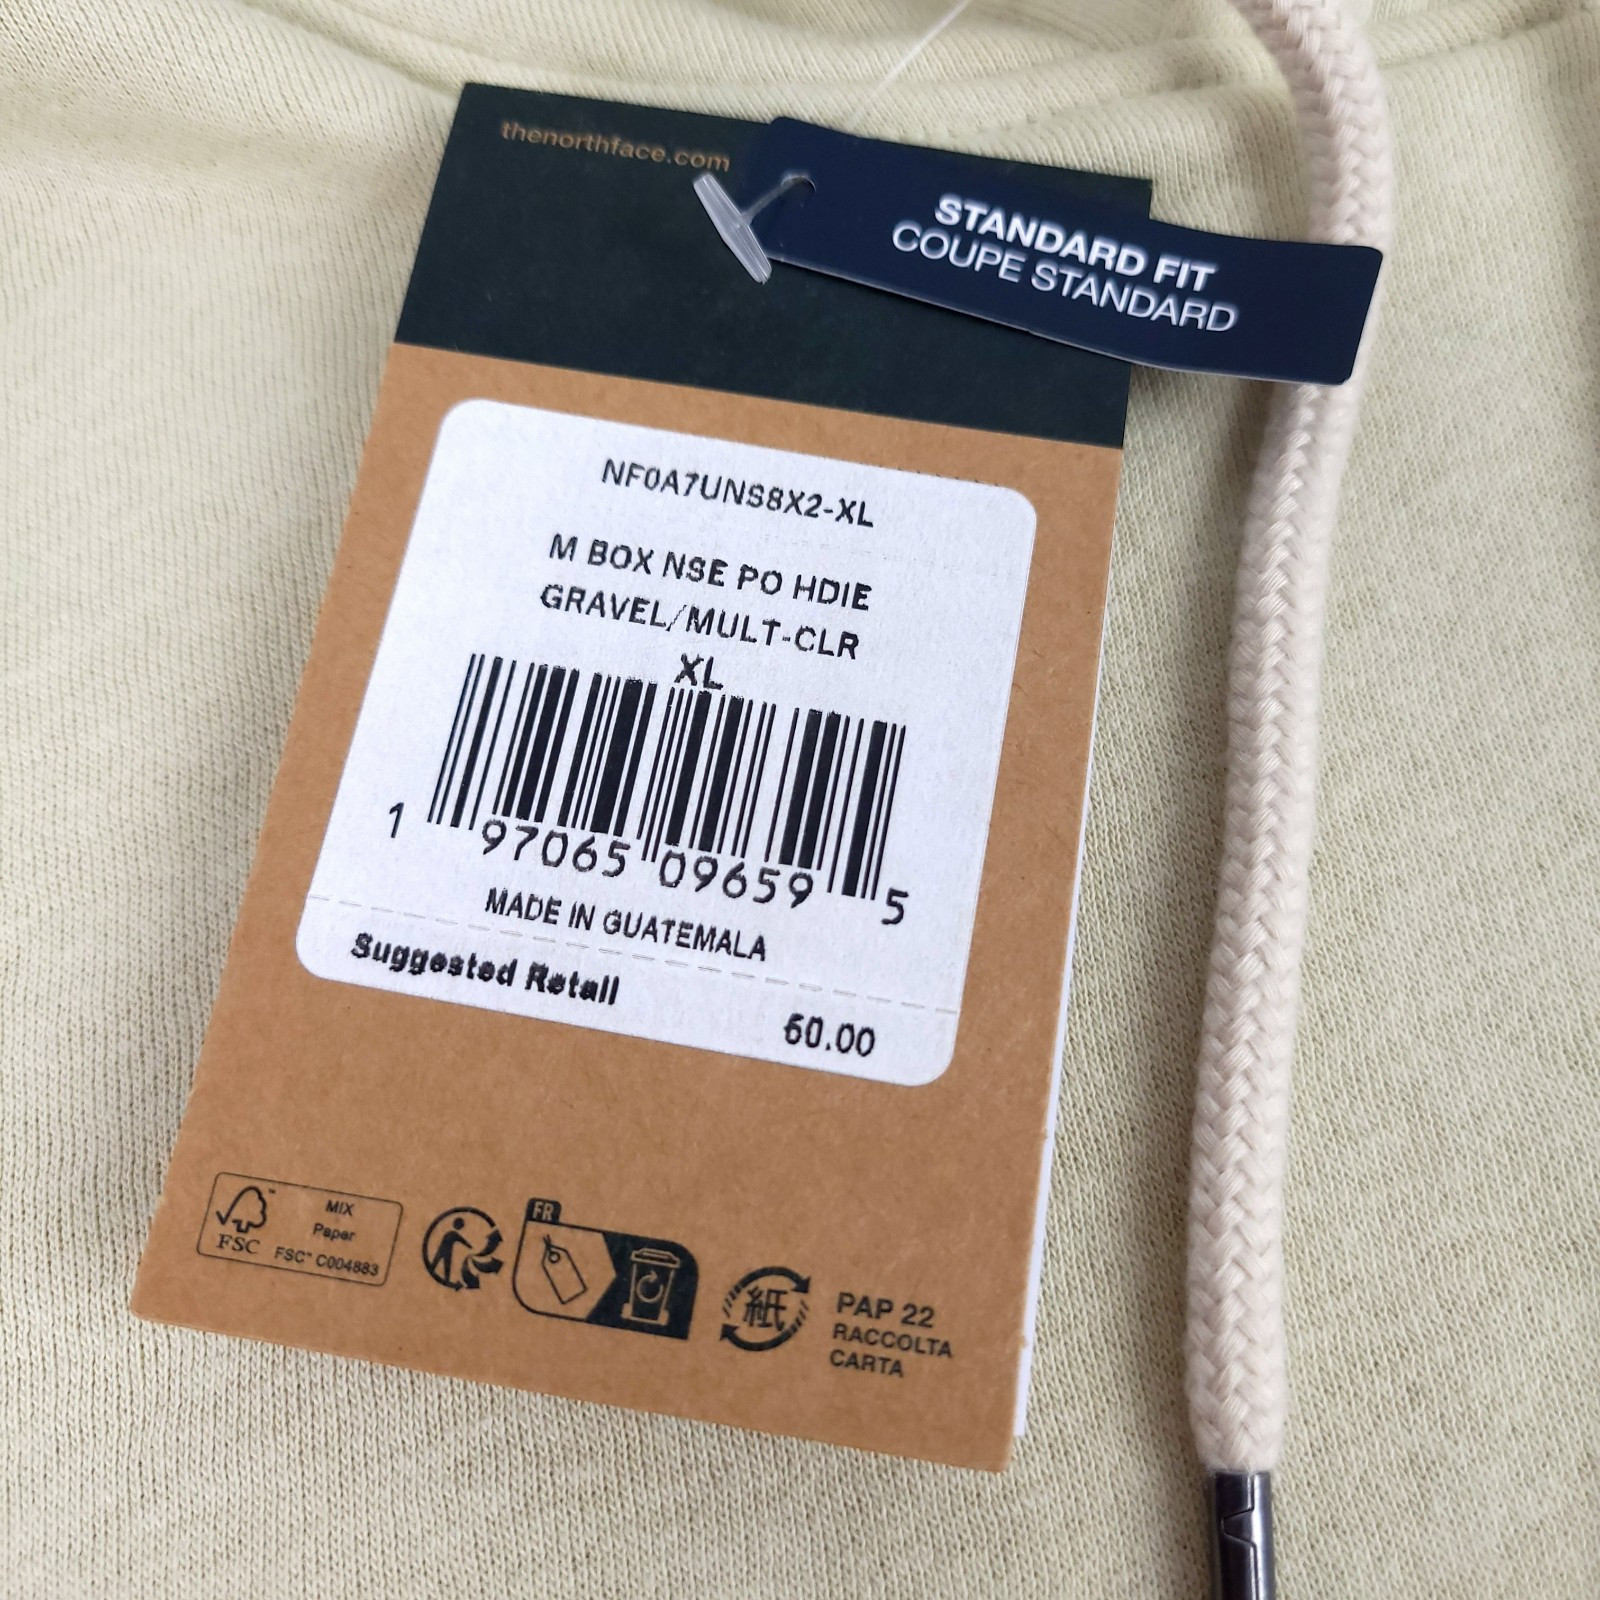 thenorthface.com
STANDARD FIT
COUPE STANDARD
NF0A7UNS8X2-XL
M BOX NSE PO HDIE
GRAVEL/MULT-CLR
XL
1 97065 09659 5
MADE IN GUATEMALA
Suggested Retail
60.00
FSC
MIX
Paper
FSC™ C004883
FR
紙
PAP 22
RACCOLTA
CARTA